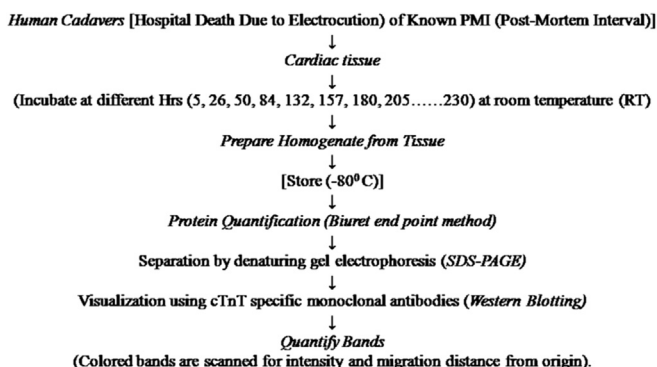 Human Cadavers [Hospital Death Due to Electrocution) of Known PMI (Post-Mortem Interval)]
↓
Cardiac tissue
↓
(Incubate at different Hrs (5, 26, 50, 84, 132, 157, 180, 205……230) at room temperature (RT)
↓
Prepare Homogenate from Tissue
↓
[Store (-80⁰C)]
↓
Protein Quantification (Biuret end point method)
↓
Separation by denaturing gel electrophoresis (SDS-PAGE)
↓
Visualization using cTnT specific monoclonal antibodies (Western Blotting)
↓
Quantify Bands
(Colored bands are scanned for intensity and migration distance from origin).